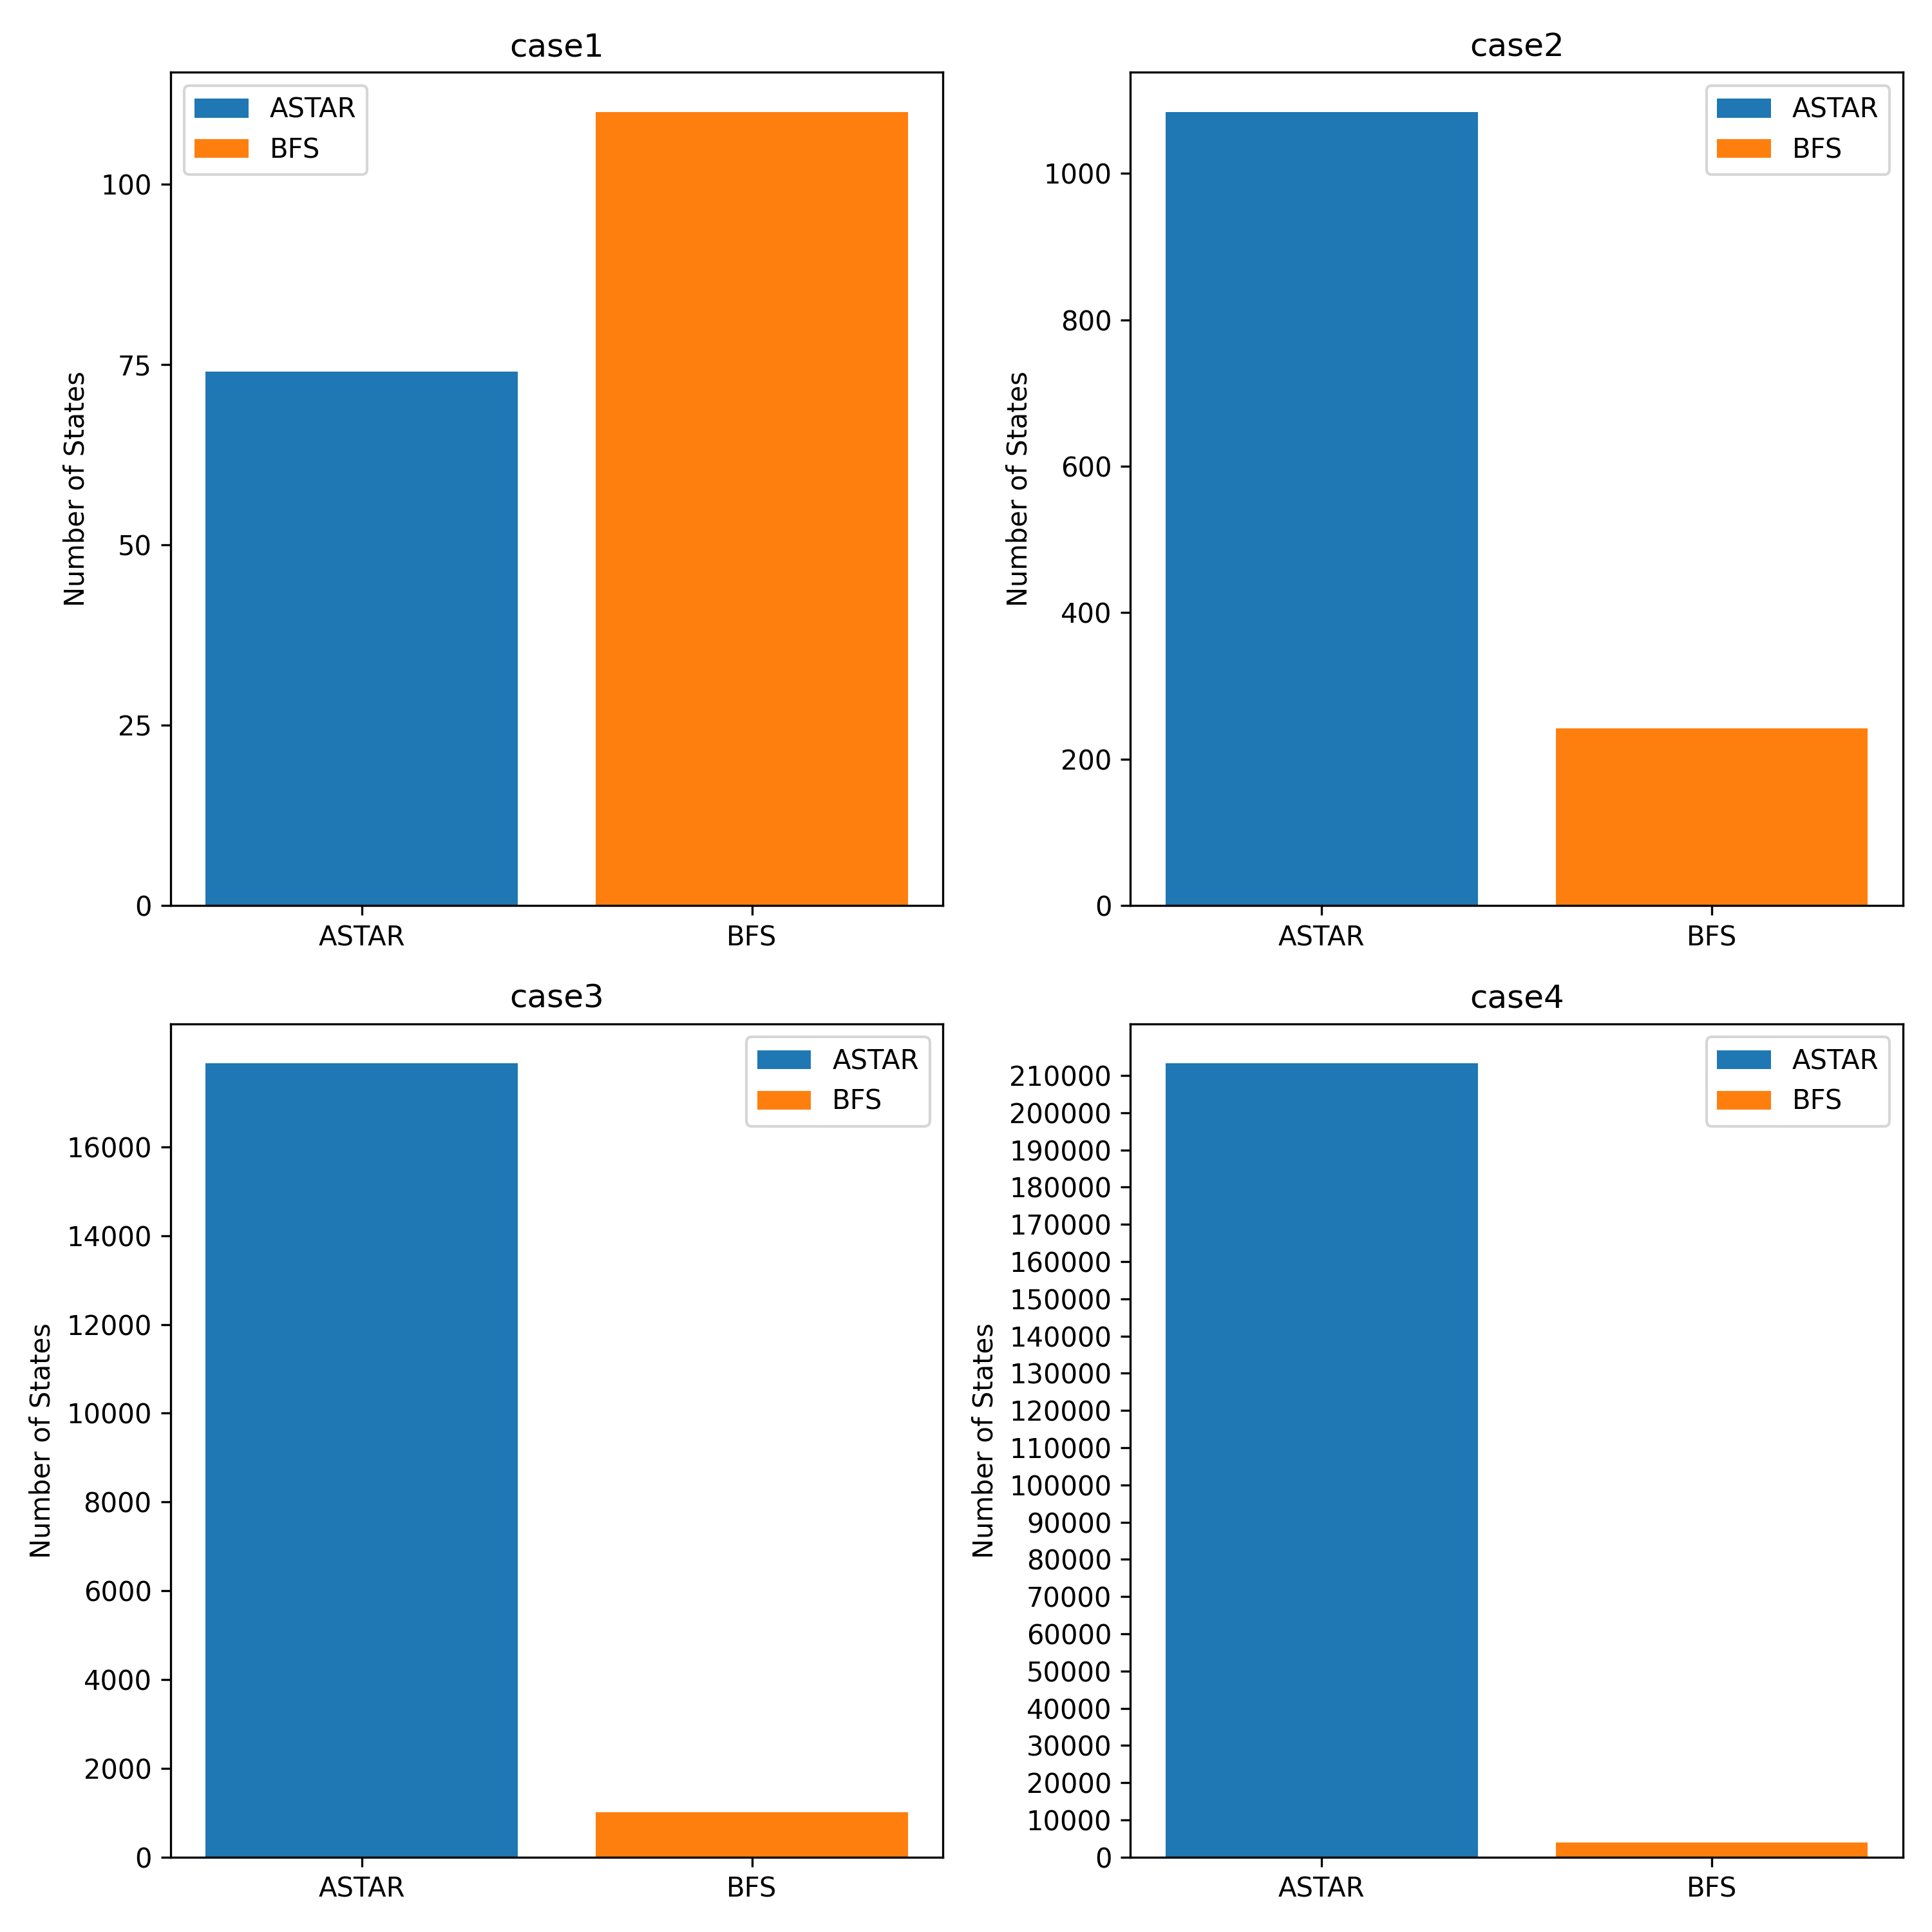 case1
ASTAR
BFS
100
75
50
25
0
Number of States
ASTAR BFS
case2
ASTAR
BFS
1000
800
600
400
200
0
Number of States
ASTAR BFS
case3
ASTAR
BFS
16000
14000
12000
10000
8000
6000
4000
2000
0
Number of States
ASTAR BFS
case4
ASTAR
BFS
210000
200000
190000
180000
170000
160000
150000
140000
130000
120000
110000
100000
90000
80000
70000
60000
50000
40000
30000
20000
10000
0
Number of States
ASTAR BFS